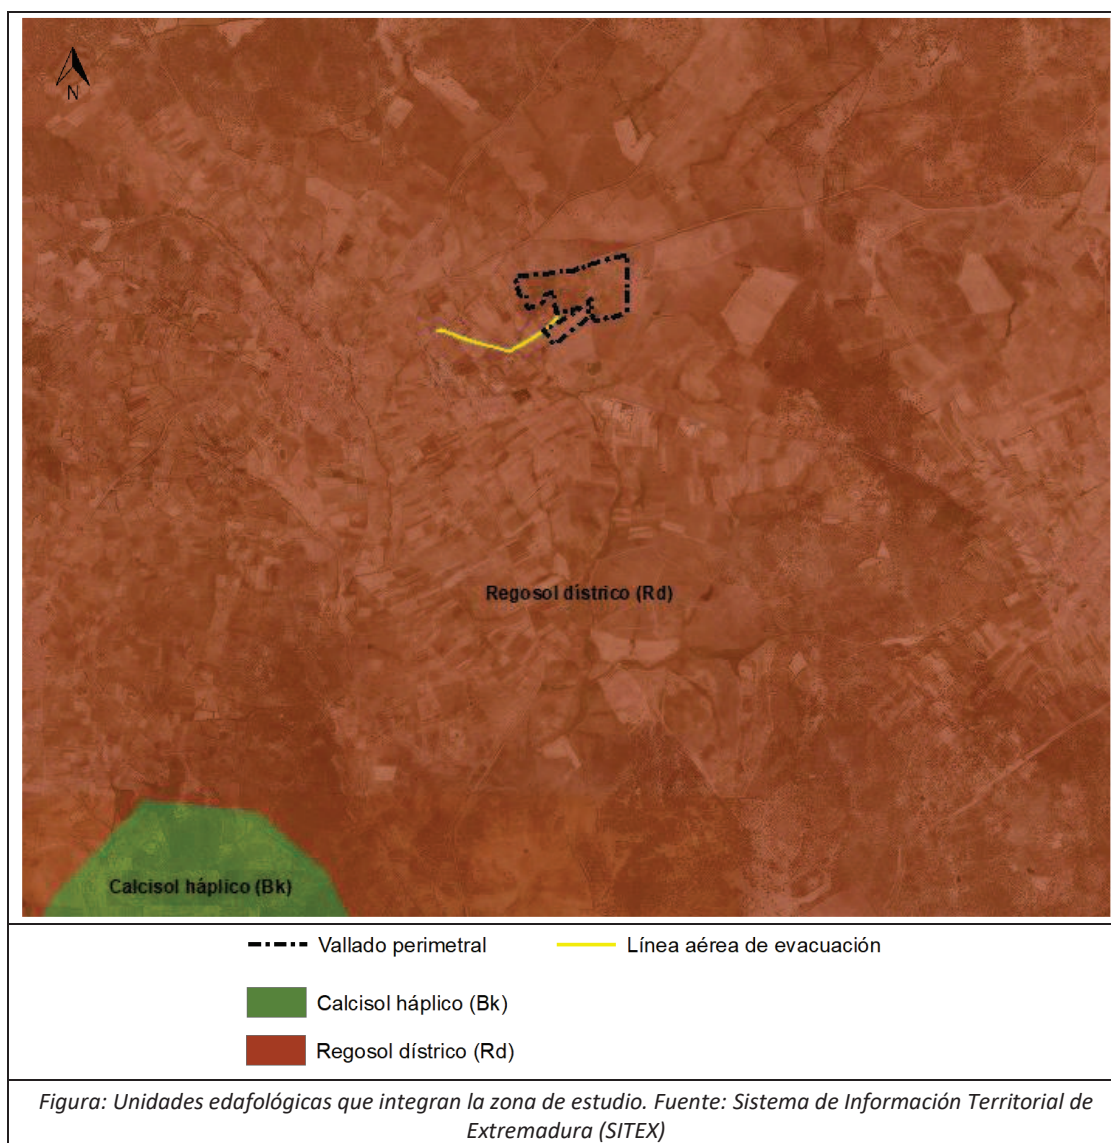 N
Regosol dístrico (Rd)
Calcisol háplico (Bk)
Vallado perimetral
Línea aérea de evacuación
Calcisol háplico (Bk)
Regosol dístrico (Rd)
Figura: Unidades edafológicas que integran la zona de estudio. Fuente: Sistema de Información Territorial de
Extremadura (SITEX)